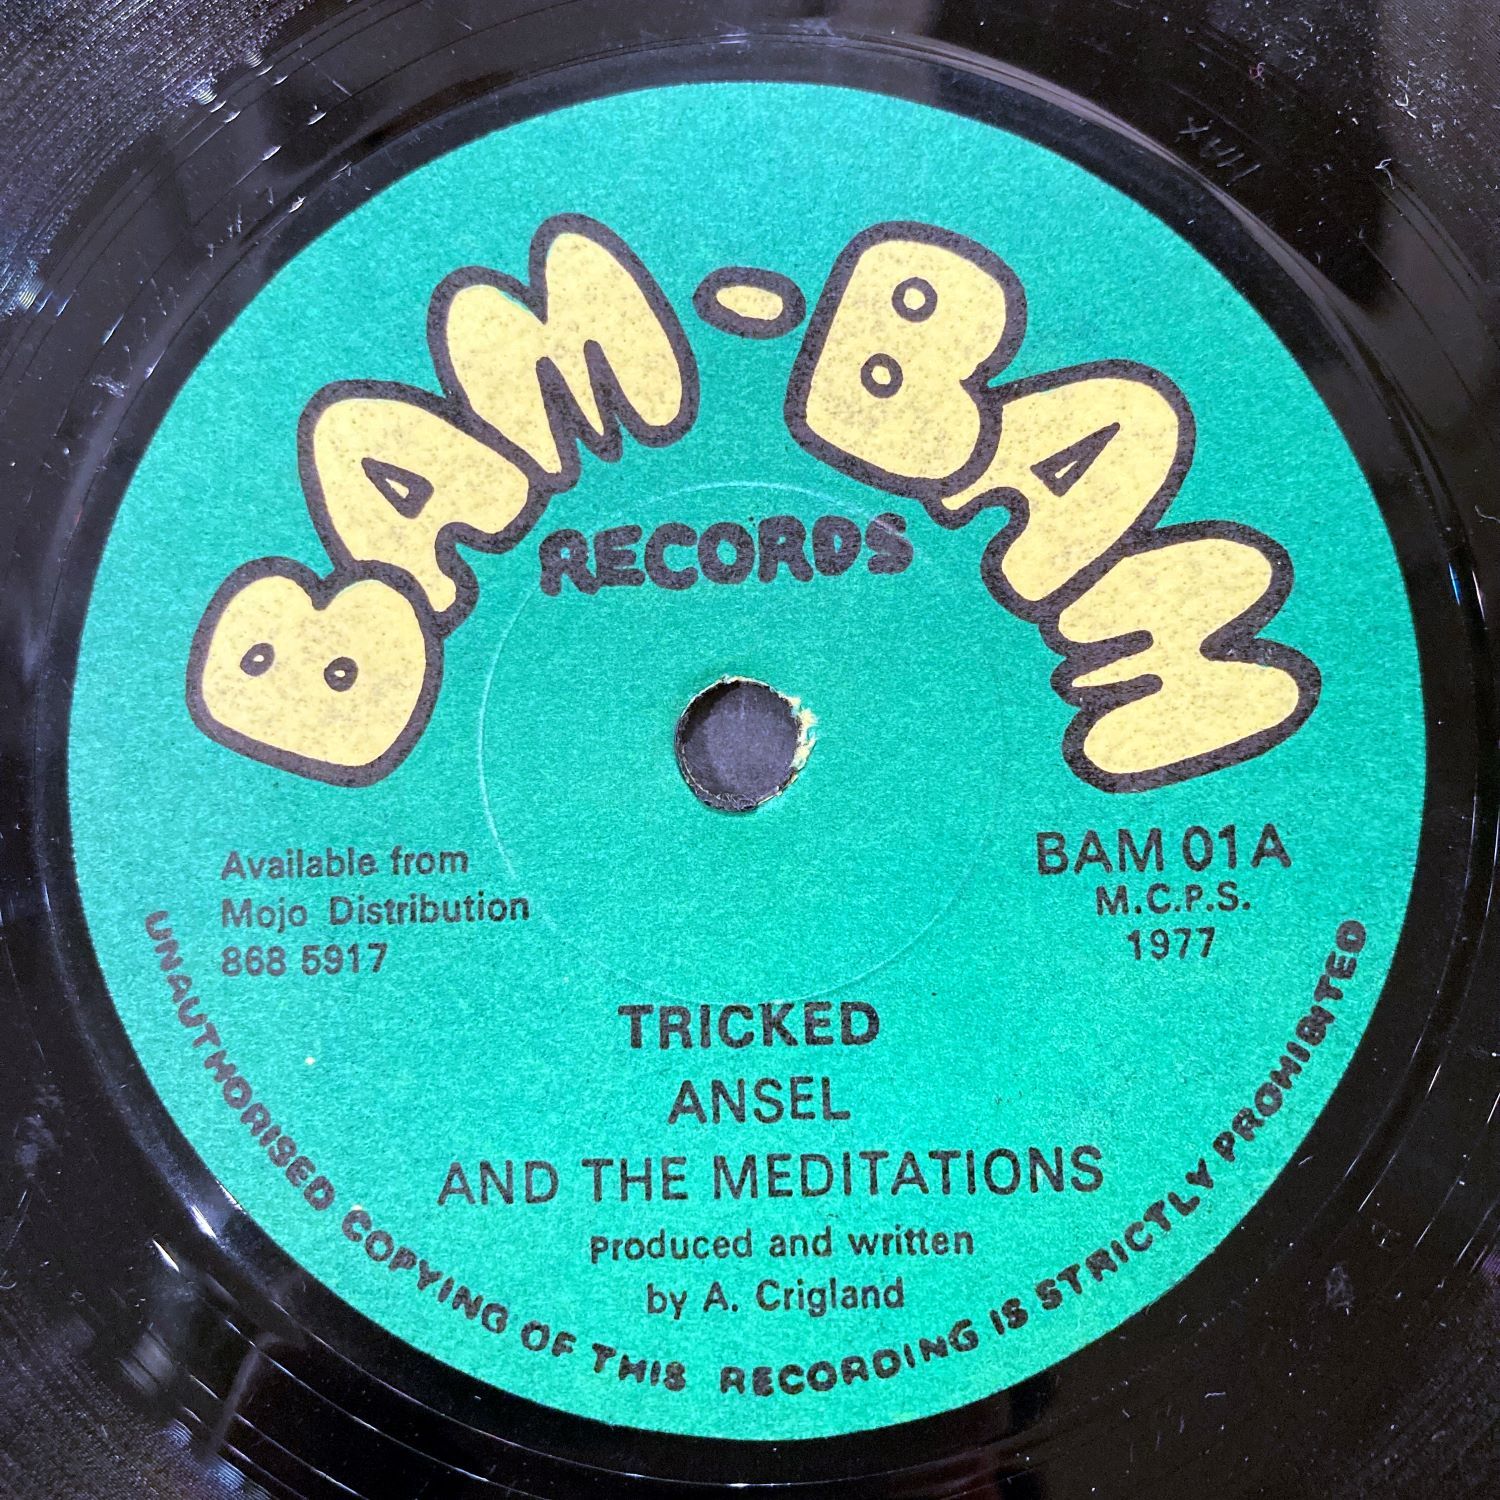 BAM-BAM
RECORDS
Available from
Mojo Distribution
868 5917
BAM 01A
M.C.P.S.
1977
TRICKED
ANSEL
AND THE MEDITATIONS
produced and written
by A. Crigland
UNAUTHORISED COPYING OF THIS RECORDING IS STRICTLY PROHIBITED